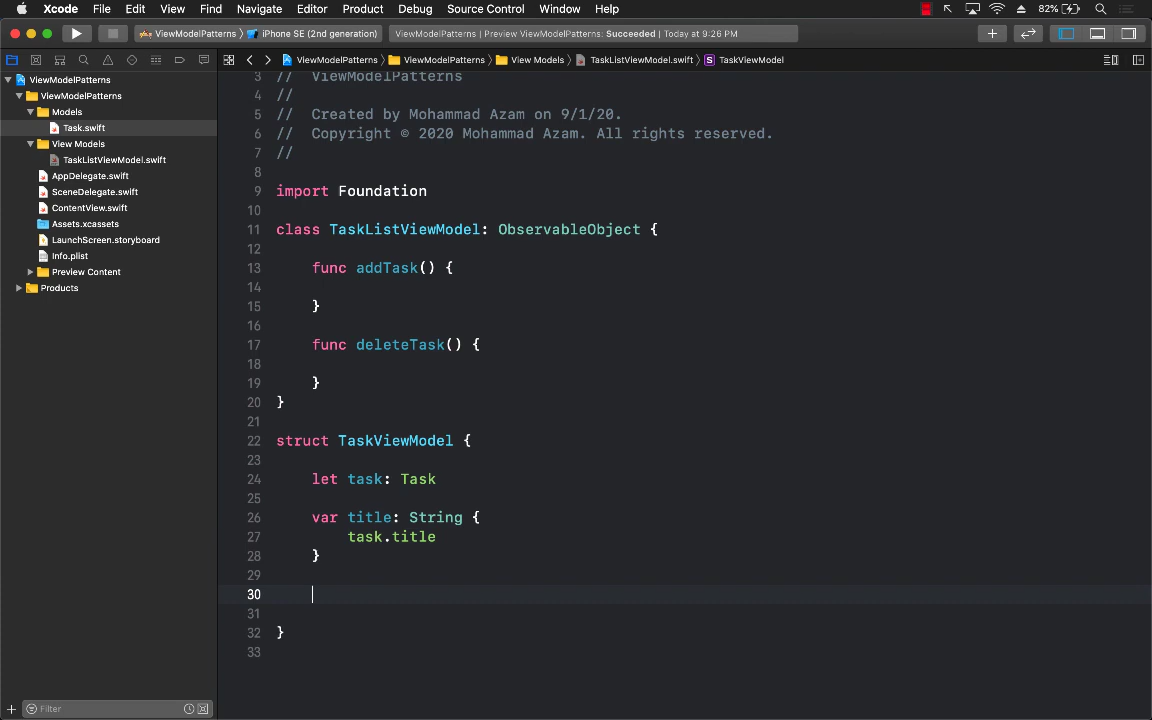 Xcode File Edit View Find Navigate Editor Product Debug Source Control Window Help 82%
ViewModelPatterns 〉 iPhone SE (2nd generation) ViewModelPatterns | Preview ViewModelPatterns: Succeeded | Today at 9:26 PM
ViewModelPatterns 〉 ViewModelPatterns 〉 View Models 〉 TaskListViewModel.swift 〉 S TaskViewModel
ViewModelPatterns
ViewModelPatterns
Models
Task.swift
View Models
TaskListViewModel.swift
AppDelegate.swift
SceneDelegate.swift
ContentView.swift
Assets.xcassets
LaunchScreen.storyboard
Info.plist
Preview Content
Products
Filter
3 // ViewModelPatterns
4 //
5 // Created by Mohammad Azam on 9/1/20.
6 // Copyright © 2020 Mohammad Azam. All rights reserved.
7 //
8
9 import Foundation
10
11 class TaskListViewModel: ObservableObject {
12
13 func addTask() {
14
15 }
16
17 func deleteTask() {
18
19 }
20 }
21
22 struct TaskViewModel {
23
24 let task: Task
25
26 var title: String {
27 task.title
28 }
29
30
31
32 }
33